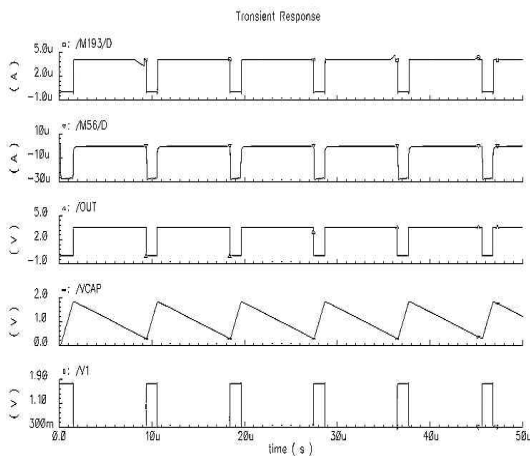 Transient Response
▫: /M193/D
5.0u
2.0u
-1.0u
( A )
▿: /M56/D
10u
-10u
-30u
( A )
▵: /OUT
5.0
2.0
-1.0
( V )
-: /VCAP
2.0
1.0
0.0
( V )
▫: /V1
1.90
1.10
300m
( V )
0.0 10u 20u 30u 40u 50u
time ( s )